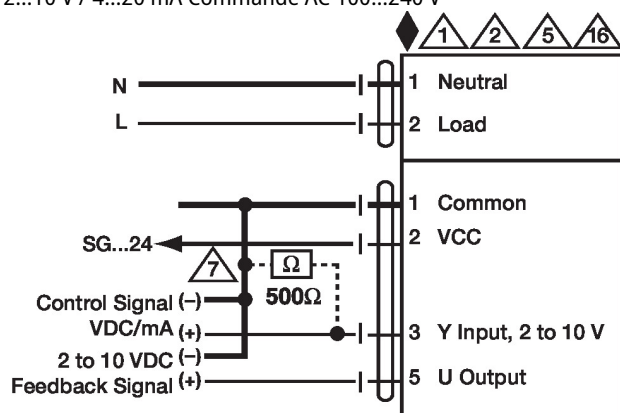 2...10 V / 4...20 mA Commande AC 100...240 V
1 2 5 16
N 1 Neutral
L 2 Load
1 Common
SG...24 2 VCC
7 Ω
500Ω
Control Signal (–)
VDC/mA (+) 3 Y Input, 2 to 10 V
2 to 10 VDC (–)
Feedback Signal (+) 5 U Output